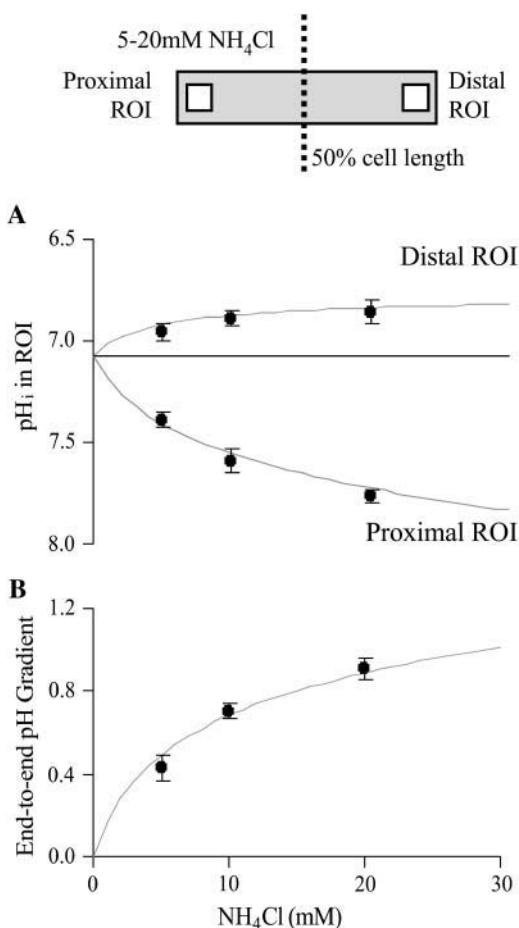 5-20mM NH₄Cl
Proximal ROI
Distal ROI
50% cell length
A
6.5
7.0
7.5
8.0
pHᵢ in ROI
Distal ROI
Proximal ROI
B
1.2
0.8
0.4
0.0
End-to-end pH Gradient
0 10 20 30
NH₄Cl (mM)